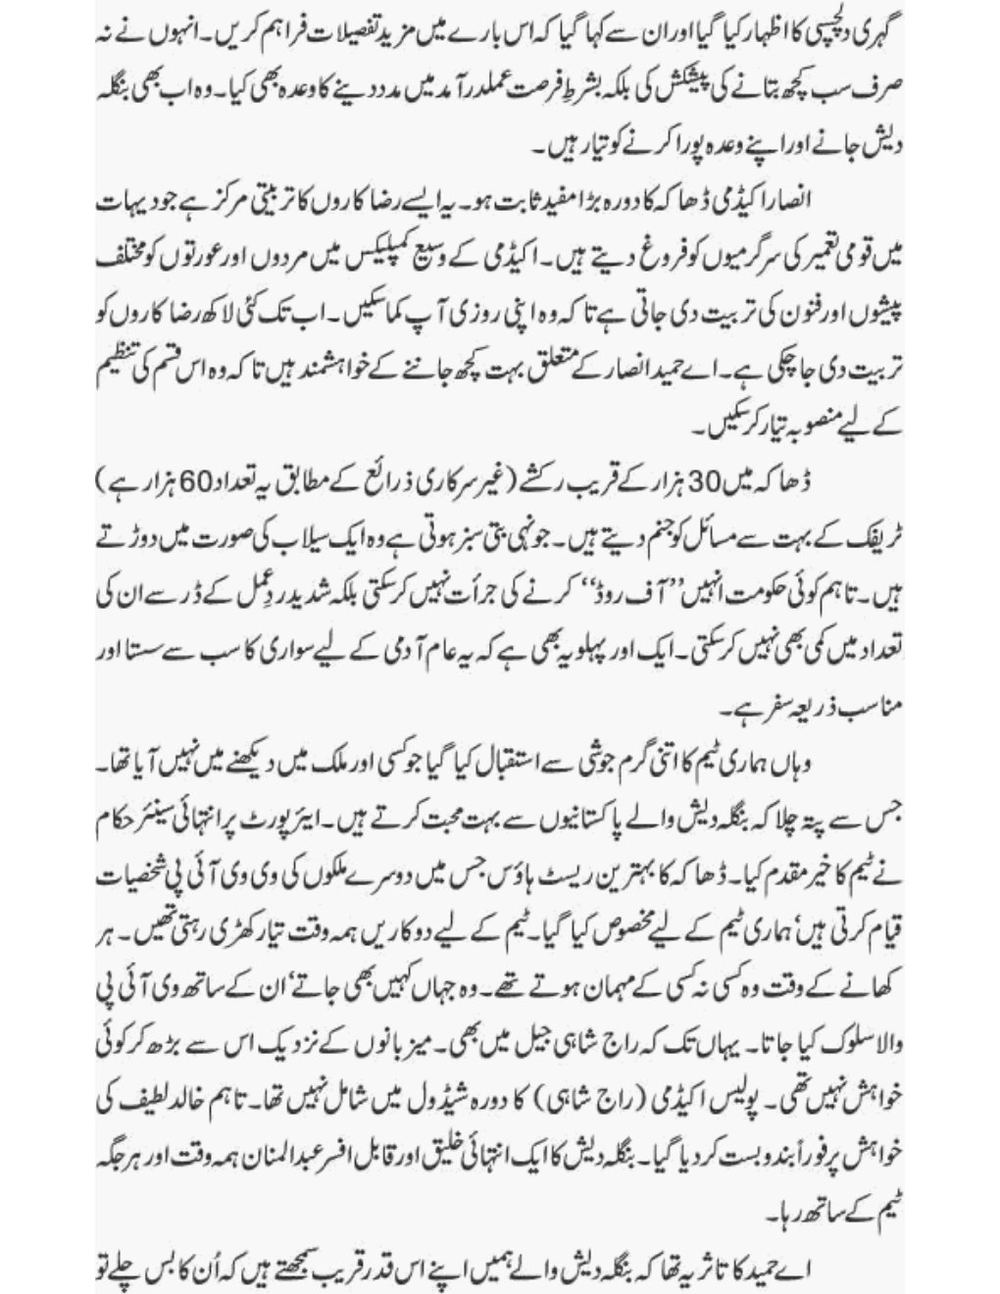 گہری دلچسپی کا اظہار کیا گیا اور ان سے کہا گیا کہ اس بارے میں مزید تفصیلات فراہم کریں۔ انہوں نے نہ
صرف سب کچھ بتانے کی پیشکش کی بلکہ بشرطِ فرصت عملدرآمد میں مدد دینے کا وعدہ بھی کیا۔ وہ اب بھی بنگلہ
دیش جانے اور اپنے وعدہ پورا کرنے کو تیار ہیں۔
انصار اکیڈمی ڈھاکہ کا دورہ بڑا مفید ثابت ہو۔ یہ ایسے رضا کاروں کا تربیتی مرکز ہے جو دیہات
میں قومی تعمیر کی سرگرمیوں کو فروغ دیتے ہیں۔ اکیڈمی کے وسیع کمپلیکس میں مردوں اور عورتوں کو مختلف
پیشوں اور فنون کی تربیت دی جاتی ہے تاکہ وہ اپنی روزی آپ کما سکیں۔ اب تک کئی لاکھ رضا کاروں کو
تربیت دی جا چکی ہے۔ اے حمید انصار کے متعلق بہت کچھ جاننے کے خواہشمند ہیں تاکہ وہ اس قسم کی تنظیم
کے لیے منصوبہ تیار کر سکیں۔
ڈھاکہ میں 30 ہزار کے قریب رکشے (غیر سرکاری ذرائع کے مطابق یہ تعداد 60 ہزار ہے)
ٹریفک کے بہت سے مسائل کو جنم دیتے ہیں۔ جونہی بتی سبز ہوتی ہے وہ ایک سیلاب کی صورت میں دوڑتے
ہیں۔ تاہم کوئی حکومت انہیں ’’آف روڈ‘‘ کرنے کی جرأت نہیں کر سکتی بلکہ شدید ردِعمل کے ڈر سے ان کی
تعداد میں کمی بھی نہیں کر سکتی۔ ایک اور پہلو یہ بھی ہے کہ یہ عام آدمی کے لیے سواری کا سب سے سستا اور
مناسب ذریعہ سفر ہے۔
وہاں ہماری ٹیم کا اتنی گرم جوشی سے استقبال کیا گیا جو کسی اور ملک میں دیکھنے میں نہیں آیا تھا۔
جس سے پتہ چلا کہ بنگلہ دیش والے پاکستانیوں سے بہت محبت کرتے ہیں۔ ایئر پورٹ پر انتہائی سینئر حکام
نے ٹیم کا خیر مقدم کیا۔ ڈھاکہ کا بہترین ریسٹ ہاؤس جس میں دوسرے ملکوں کی وی وی آئی پی شخصیات
قیام کرتی ہیں‘ ہماری ٹیم کے لیے مخصوص کیا گیا۔ ٹیم کے لیے دو کاریں ہمہ وقت تیار کھڑی رہتی تھیں۔ ہر
کھانے کے وقت وہ کسی نہ کسی کے مہمان ہوتے تھے۔ وہ جہاں کہیں بھی جاتے‘ ان کے ساتھ وی آئی پی
والا سلوک کیا جاتا۔ یہاں تک کہ راج شاہی جیل میں بھی۔ میزبانوں کے نزدیک اس سے بڑھ کر کوئی
خواہش نہیں تھی۔ پولیس اکیڈمی (راج شاہی) کا دورہ شیڈول میں شامل نہیں تھا۔ تاہم خالد لطیف کی
خواہش پر فوراً بندوبست کر دیا گیا۔ بنگلہ دیش کا ایک انتہائی خلیق اور قابل افسر عبدالمنان ہمہ وقت اور ہر جگہ
ٹیم کے ساتھ رہا۔
اے حمید کا تاثر یہ تھا کہ بنگلہ دیش والے ہمیں اپنے اس قدر قریب سمجھتے ہیں کہ اُن کا بس چلے تو